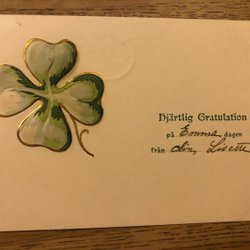 Hjärtlig Gratulation
på Emma dagen
från din, Lisette